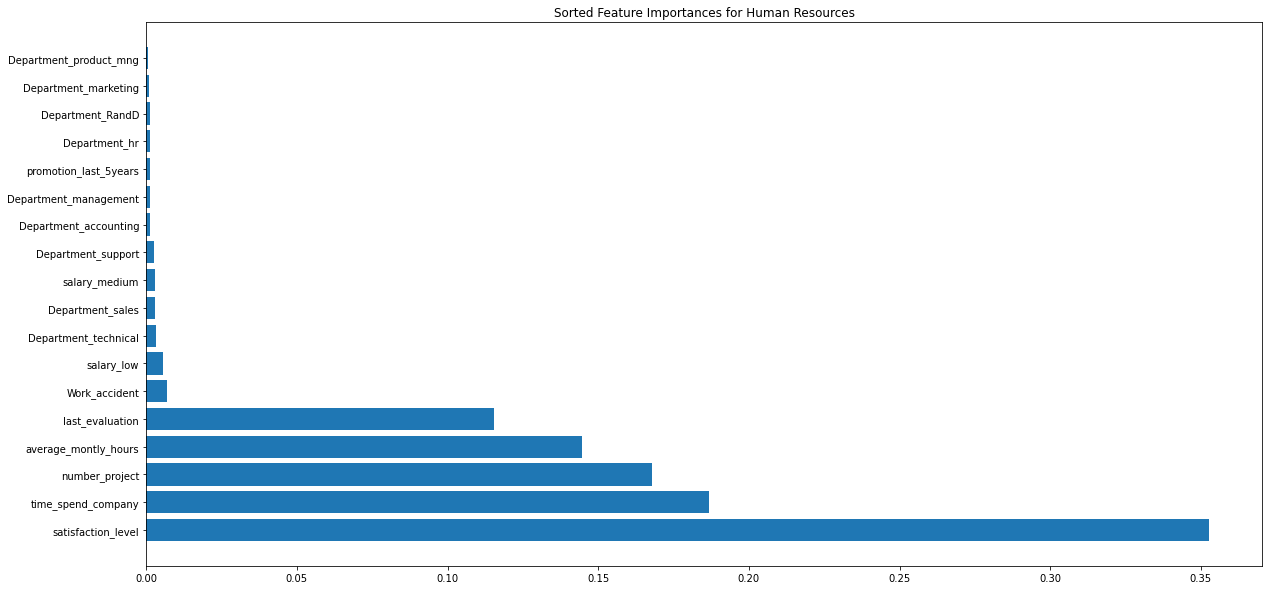 Sorted Feature Importances for Human Resources
Department_product_mng
Department_marketing
Department_RandD
Department_hr
promotion_last_5years
Department_management
Department_accounting
Department_support
salary_medium
Department_sales
Department_technical
salary_low
Work_accident
last_evaluation
average_montly_hours
number_project
time_spend_company
satisfaction_level
0.00 0.05 0.10 0.15 0.20 0.25 0.30 0.35